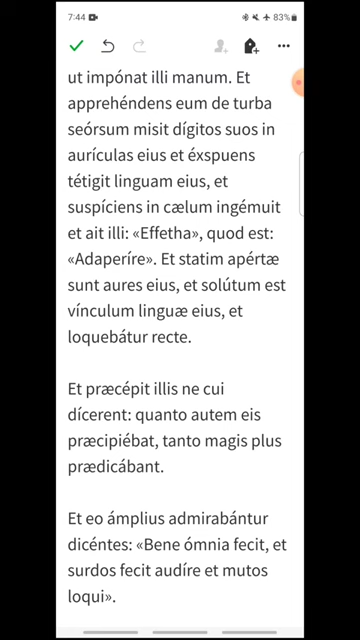 7:44
83%
ut impónat illi manum. Et
apprehéndens eum de turba
seórsum misit dígitos suos in
aurículas eius et éxspuens
tétigit linguam eius, et
suspíciens in cælum ingémuit
et ait illi: «Effetha», quod est:
«Adaperíre». Et statim apértæ
sunt aures eius, et solútum est
vínculum linguæ eius, et
loquebátur recte.
Et præcépit illis ne cui
dícerent: quanto autem eis
præcipiébat, tanto magis plus
prædicábant.
Et eo ámplius admirabántur
dicéntes: «Bene ómnia fecit, et
surdos fecit audíre et mutos
loqui».